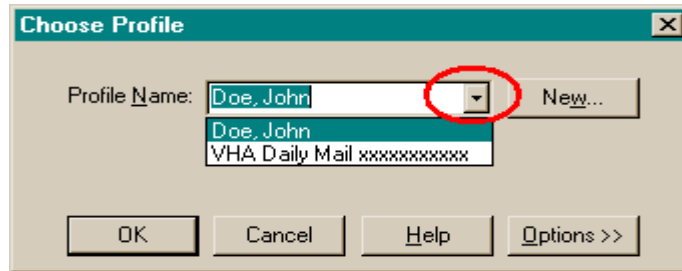 Choose Profile
Profile Name: Doe, John New...
Doe, John
VHA Daily Mail xxxxxxxxxxx
OK Cancel Help Options >>